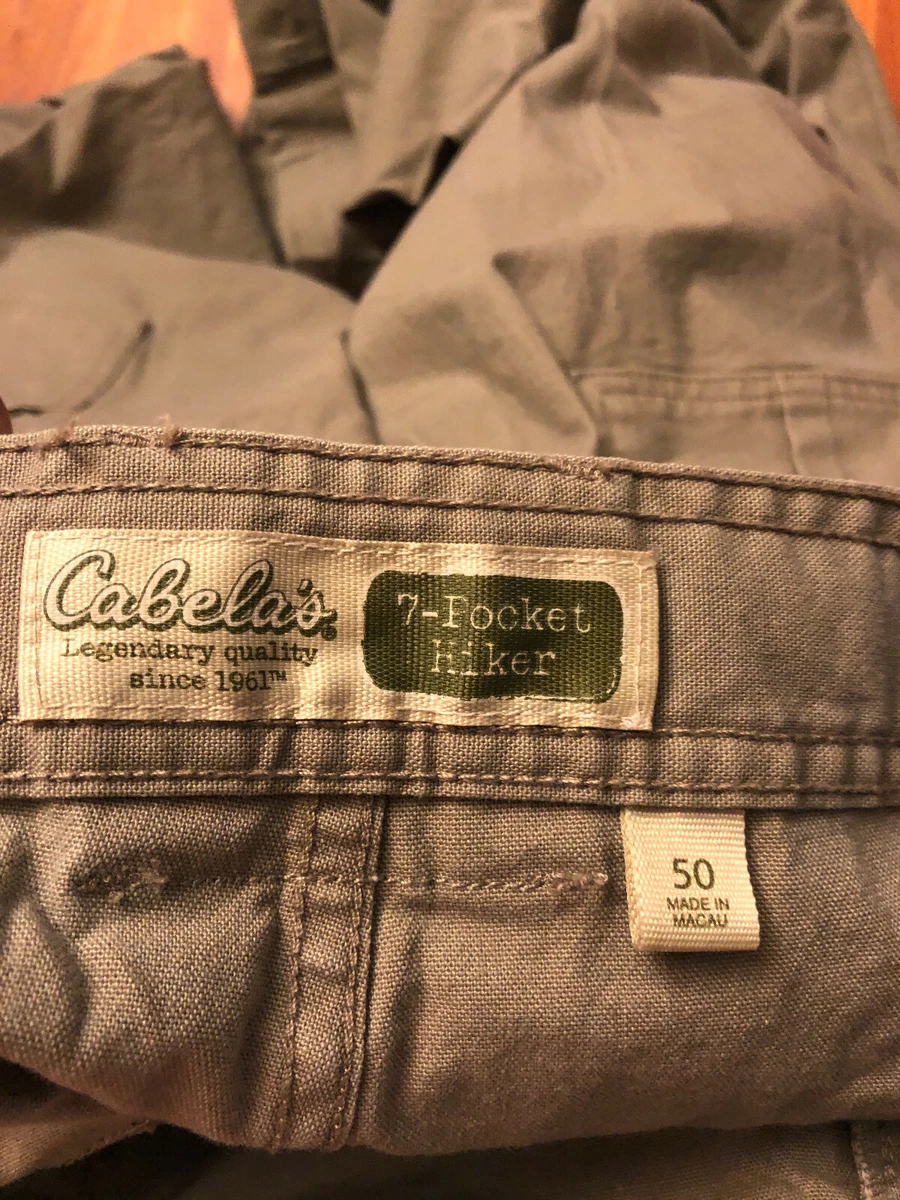 Cabela's®
Legendary quality
since 1961™
7-Pocket
Hiker
50
MADE IN
MACAU